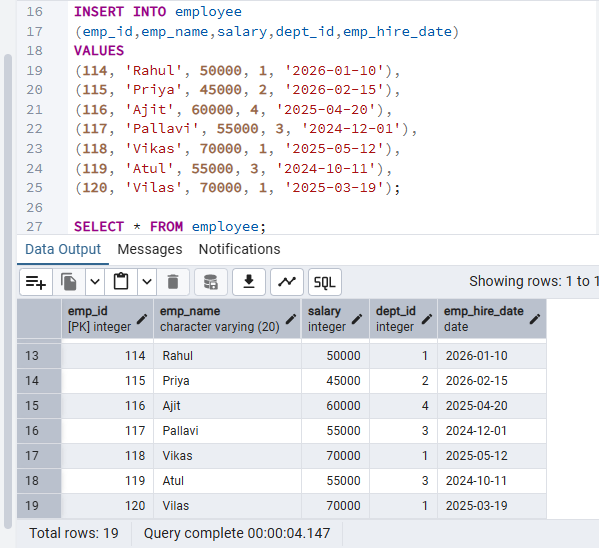 16 INSERT INTO employee
17 (emp_id,emp_name,salary,dept_id,emp_hire_date)
18 VALUES
19 (114, 'Rahul', 50000, 1, '2026-01-10'),
20 (115, 'Priya', 45000, 2, '2026-02-15'),
21 (116, 'Ajit', 60000, 4, '2025-04-20'),
22 (117, 'Pallavi', 55000, 3, '2024-12-01'),
23 (118, 'Vikas', 70000, 1, '2025-05-12'),
24 (119, 'Atul', 55000, 3, '2024-10-11'),
25 (120, 'Vilas', 70000, 1, '2025-03-19');
26
27 SELECT * FROM employee;
Data Output Messages Notifications
SQL Showing rows: 1 to 1
emp_id emp_name salary dept_id emp_hire_date
[PK] integer character varying (20) integer integer date
13 114 Rahul 50000 1 2026-01-10
14 115 Priya 45000 2 2026-02-15
15 116 Ajit 60000 4 2025-04-20
16 117 Pallavi 55000 3 2024-12-01
17 118 Vikas 70000 1 2025-05-12
18 119 Atul 55000 3 2024-10-11
19 120 Vilas 70000 1 2025-03-19
Total rows: 19 Query complete 00:00:04.147